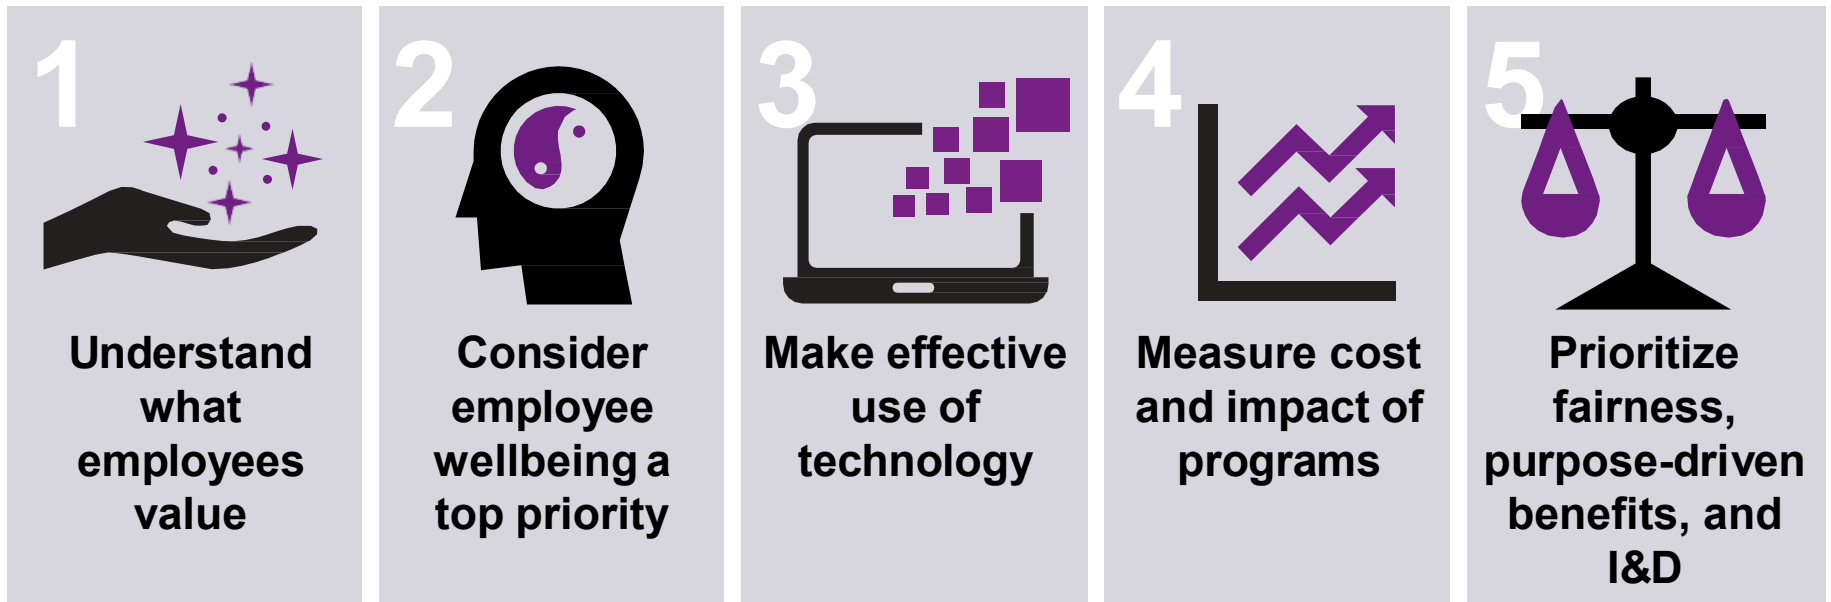 1
Understand
what
employees
value
2
Consider
employee
wellbeing a
top priority
3
Make effective
use of
technology
4
Measure cost
and impact of
programs
5
Prioritize
fairness,
purpose-driven
benefits, and
I&D